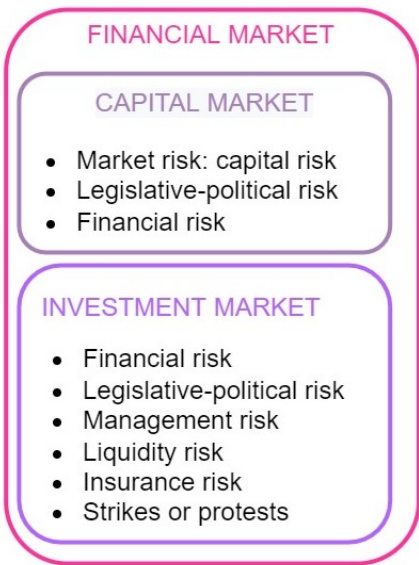 FINANCIAL MARKET
CAPITAL MARKET
• Market risk: capital risk
• Legislative-political risk
• Financial risk
INVESTMENT MARKET
• Financial risk
• Legislative-political risk
• Management risk
• Liquidity risk
• Insurance risk
• Strikes or protests